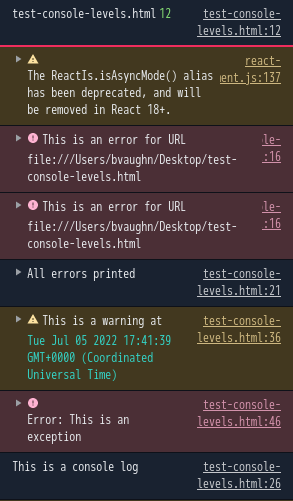 test-console-levels.html 12 test-console-
levels.html:12
react-
The ReactIs.isAsyncMode() alias ent.js:137
has been deprecated, and will
be removed in React 18+.
This is an error for URL le-
file:///Users/bvaughn/Desktop/test- :16
console-levels.html
This is an error for URL le-
file:///Users/bvaughn/Desktop/test- :16
console-levels.html
All errors printed test-console-
levels.html:21
This is a warning at test-console-
Tue Jul 05 2022 17:41:39 levels.html:36
GMT+0000 (Coordinated
Universal Time)
test-console-
Error: This is an levels.html:46
exception
This is a console log test-console-
levels.html:26